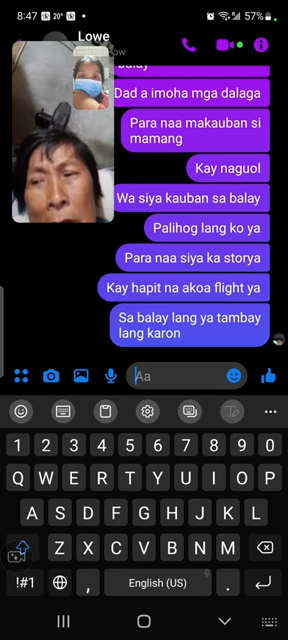 8:47 20° 57%
Lowe
balay
Dad a imoha mga dalaga
Para naa makauban si
mamang
Kay naguol
Wa siya kauban sa balay
Palihog lang ko ya
Para naa siya ka storya
Kay hapit na akoa flight ya
Sa balay lang ya tambay
lang karon
Aa
1 2 3 4 5 6 7 8 9 0
Q W E R T Y U I O P
A S D F G H J K L
Z X C V B N M
!#1 , English (US) .